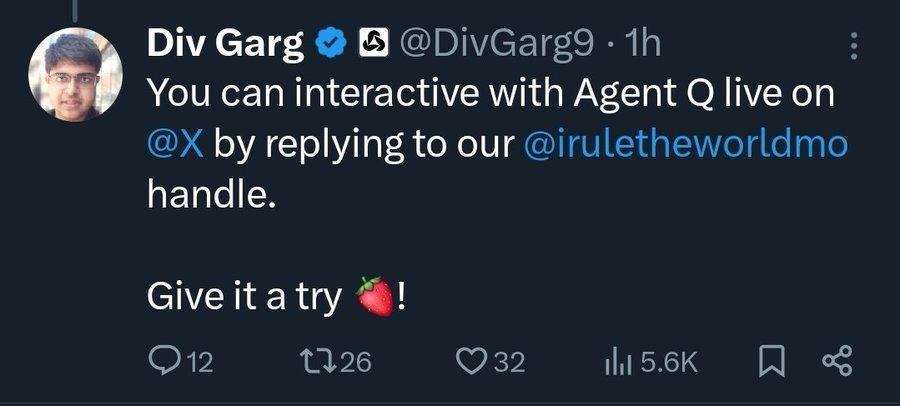 Div Garg @DivGarg9 · 1h
You can interactive with Agent Q live on
@X by replying to our @iruletheworldmo
handle.
Give it a try 🍓!
12 26 32 5.6K